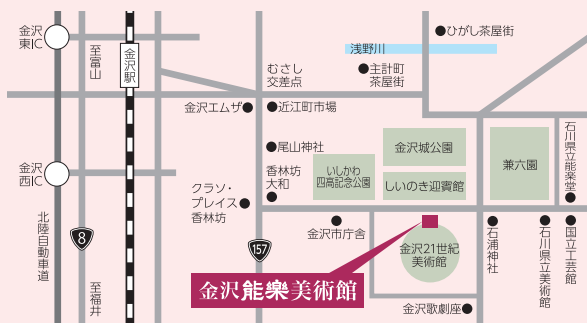 金沢
東IC
至富山
金沢駅
ひがし茶屋街
浅野川
主計町
茶屋街
むさし
交差点
金沢エムザ
近江町市場
石川県立能楽堂
尾山神社
金沢城公園
いしかわ
四高記念公園
兼六園
金沢
西IC
香林坊
大和
しいのき迎賓館
クラソ・
プレイス
香林坊
北陸自動車道
8
金沢市庁舎
157
金沢21世紀
美術館
石浦神社
石川県立美術館
国立工芸館
至福井
金沢能楽美術館
金沢歌劇座